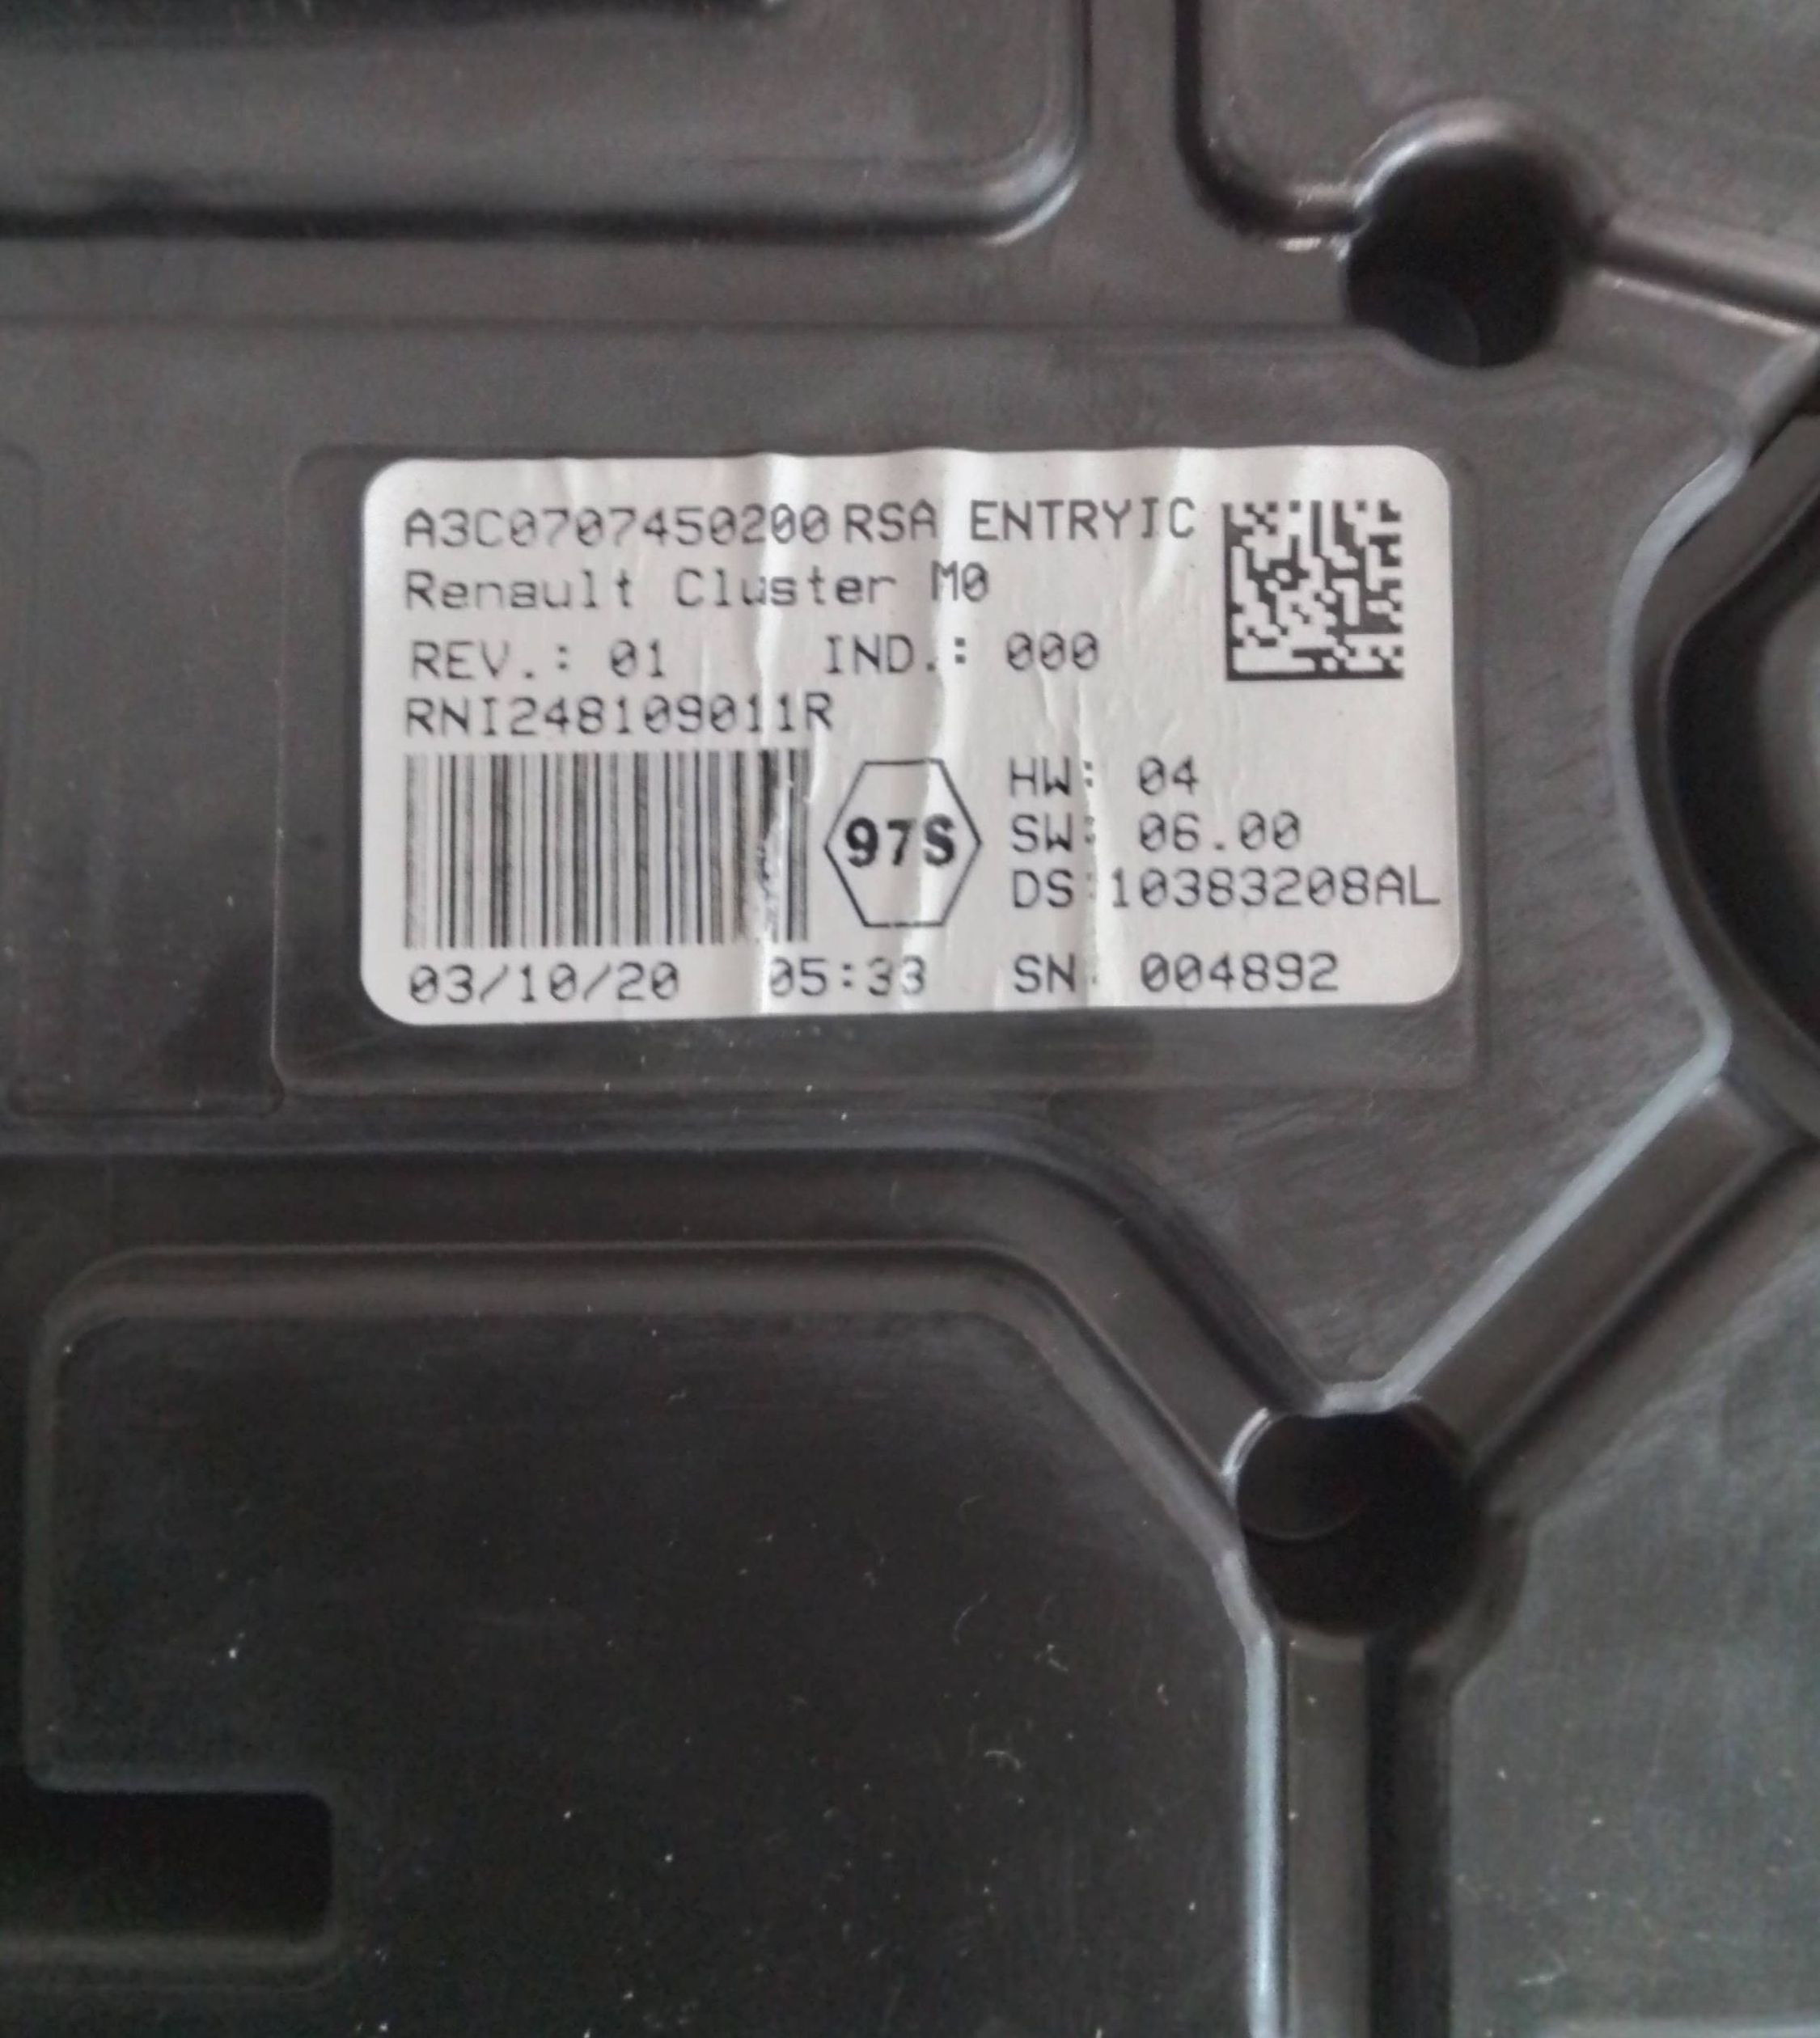 A3C0707450200 RSA ENTRYIC
Renault Cluster M0
REV.: 01 IND.: 000
RNI248109011R
97S
HW: 04
SW: 06.00
DS:10383208AL
03/10/20 05:33 SN: 004892